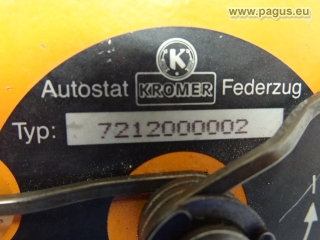 www.pagus.eu
K
Autostat KROMER Federzug
Typ: 7212000002